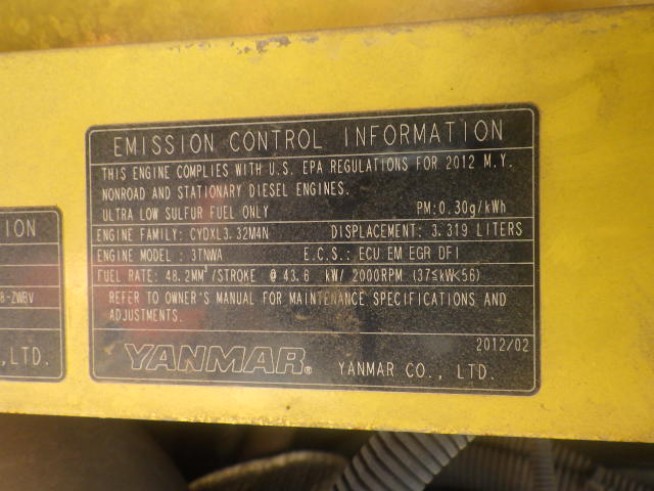 EMISSION CONTROL INFORMATION
THIS ENGINE COMPLIES WITH U.S. EPA REGULATIONS FOR 2012 M.Y.
NONROAD AND STATIONARY DIESEL ENGINES.
ULTRA LOW SULFUR FUEL ONLY PM:0.30g/kWh
ENGINE FAMILY: CYDXL3.32M4N DISPLACEMENT: 3.319 LITERS
ENGINE MODEL : 3TNWA E.C.S.: ECU EM EGR DFI
FUEL RATE: 48.2MM³/STROKE @ 43.6 kW/ 2000RPM (37≤kW<56)
REFER TO OWNER'S MANUAL FOR MAINTENANCE SPECIFICATIONS AND
ADJUSTMENTS.
2012/02
YANMAR® YANMAR CO., LTD.
ION
8-ZWBV
,LTD.